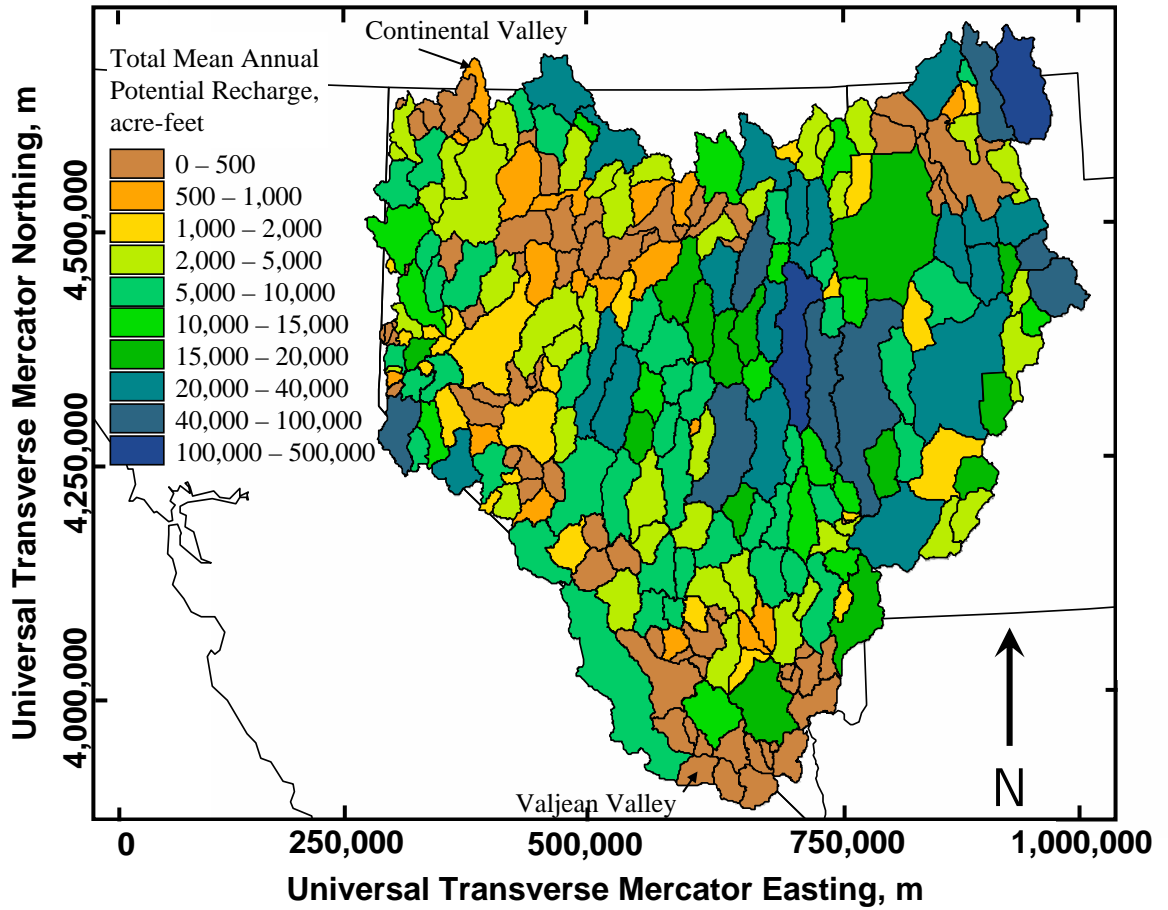 Continental Valley
Total Mean Annual
Potential Recharge,
acre-feet
0 – 500
500 – 1,000
1,000 – 2,000
2,000 – 5,000
5,000 – 10,000
10,000 – 15,000
15,000 – 20,000
20,000 – 40,000
40,000 – 100,000
100,000 – 500,000
Universal Transverse Mercator Northing, m
4,500,000
4,250,000
4,000,000
Valjean Valley
N
0
250,000
500,000
750,000
1,000,000
Universal Transverse Mercator Easting, m